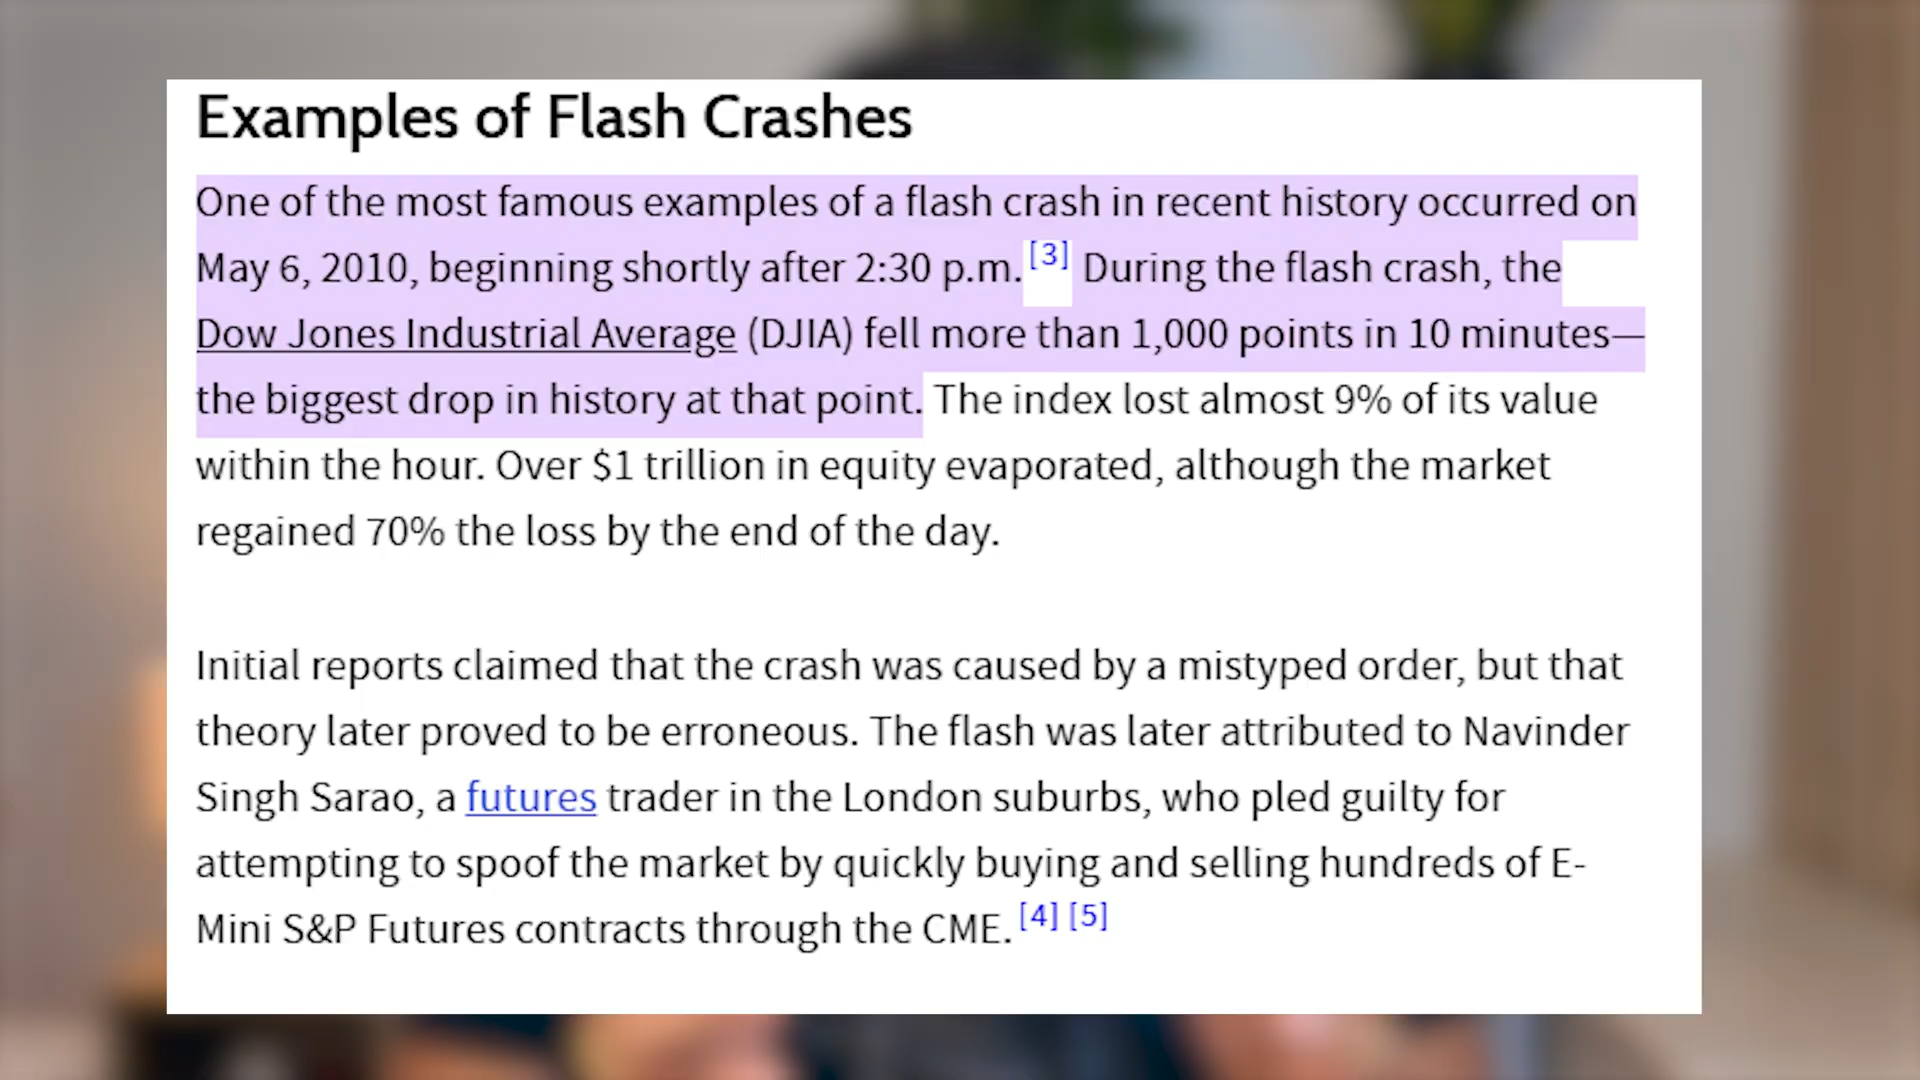 Examples of Flash Crashes
One of the most famous examples of a flash crash in recent history occurred on
May 6, 2010, beginning shortly after 2:30 p.m.[3] During the flash crash, the
Dow Jones Industrial Average (DJIA) fell more than 1,000 points in 10 minutes—
the biggest drop in history at that point. The index lost almost 9% of its value
within the hour. Over $1 trillion in equity evaporated, although the market
regained 70% the loss by the end of the day.
Initial reports claimed that the crash was caused by a mistyped order, but that
theory later proved to be erroneous. The flash was later attributed to Navinder
Singh Sarao, a futures trader in the London suburbs, who pled guilty for
attempting to spoof the market by quickly buying and selling hundreds of E-
Mini S&P Futures contracts through the CME.[4] [5]